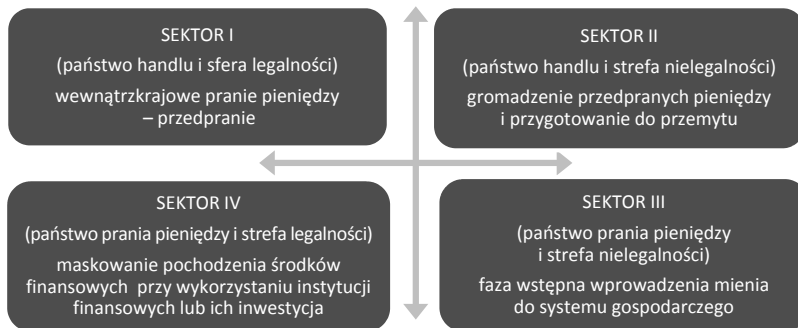 SEKTOR I
(państwo handlu i sfera legalności)
wewnątrzkrajowe pranie pieniędzy
– przedpranie
SEKTOR II
(państwo handlu i strefa nielegalności)
gromadzenie przedpranych pieniędzy
i przygotowanie do przemytu
SEKTOR IV
(państwo prania pieniędzy i strefa legalności)
maskowanie pochodzenia środków
finansowych przy wykorzystaniu instytucji
finansowych lub ich inwestycja
SEKTOR III
(państwo prania pieniędzy
i strefa nielegalności)
faza wstępna wprowadzenia mienia
do systemu gospodarczego